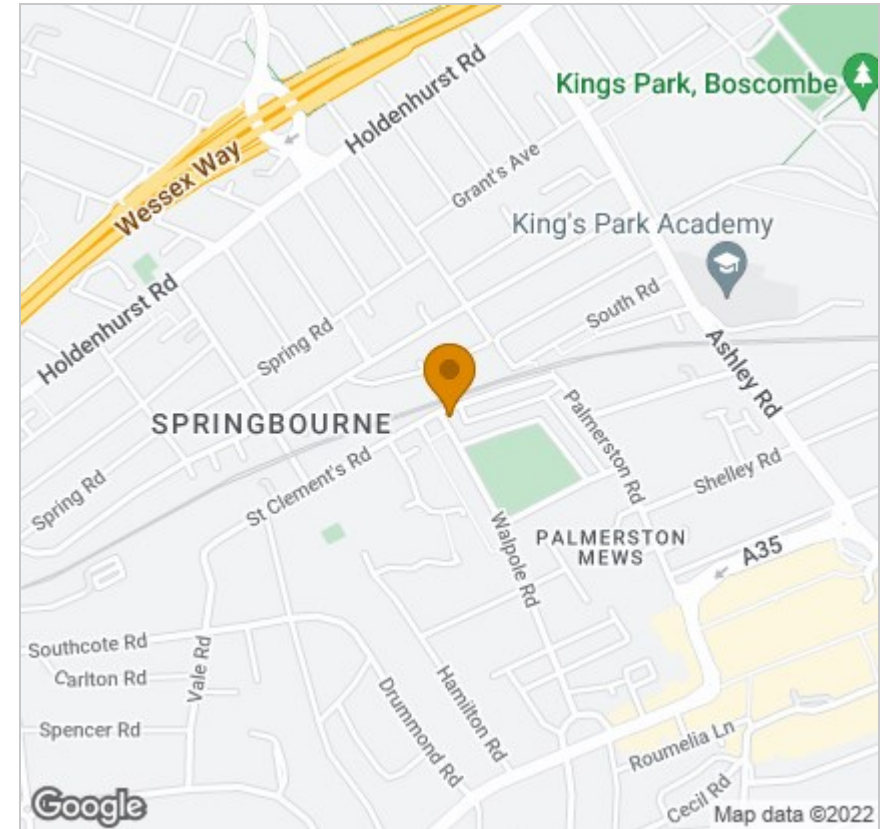 Holdenhurst Rd
Kings Park, Boscombe
Wessex Way
Grant's Ave
King's Park Academy
Holdenhurst Rd
South Rd
Spring Rd
Ashley Rd
SPRINGBOURNE
Palmerston Rd
St Clement's Rd
Shelley Rd
Spring Rd
Walpole Rd
PALMERSTON
MEWS
A35
Southcote Rd
Vale Rd
Carlton Rd
Hamilton Rd
Drummond Rd
Spencer Rd
Roumelia Ln
Cecil Rd
Google
Map data ©2022